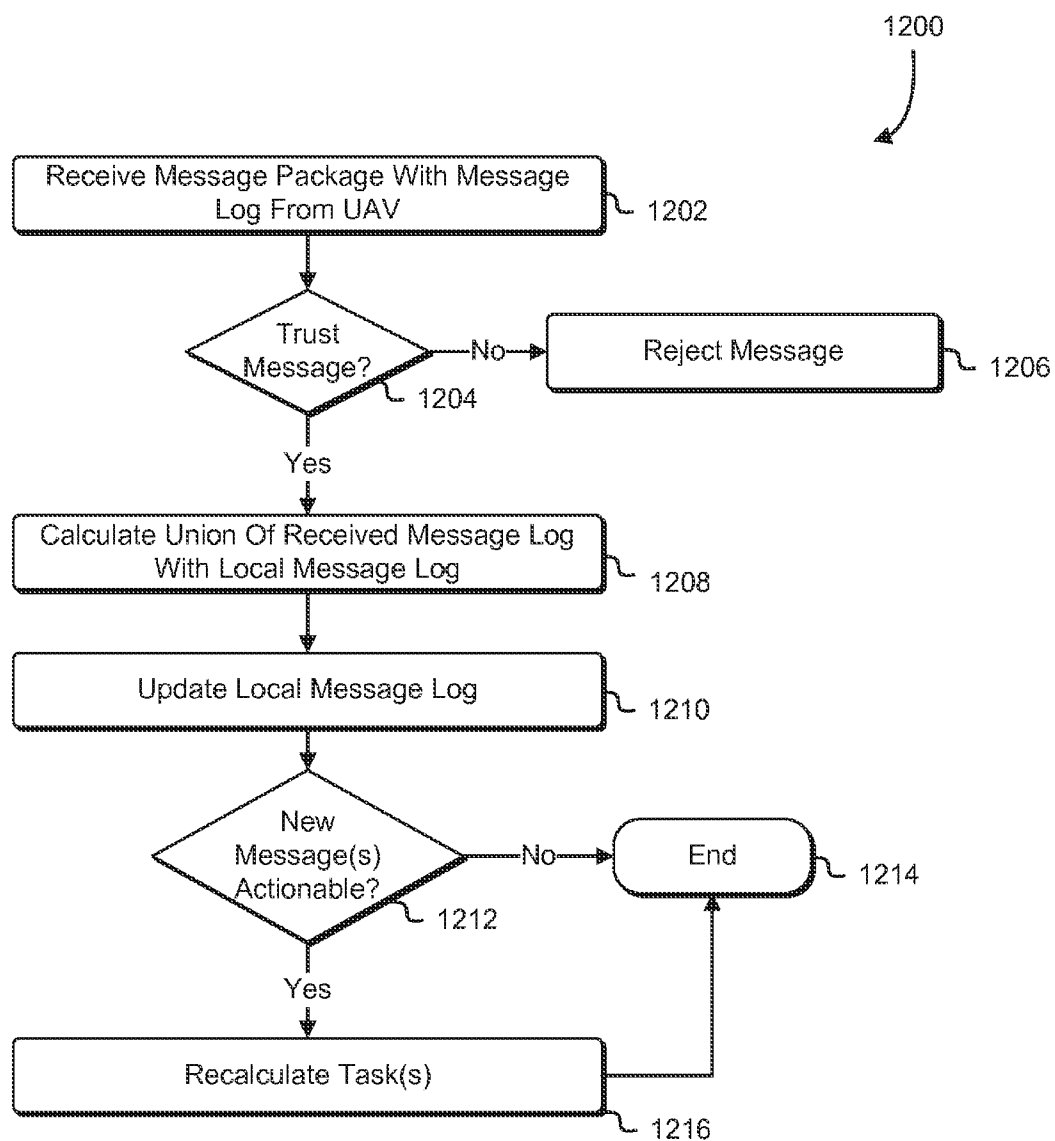 1200
Receive Message Package With Message
Log From UAV
1202
Trust
Message?
1204
No
Reject Message
1206
Yes
Calculate Union Of Received Message Log
With Local Message Log
1208
Update Local Message Log
1210
New
Message(s)
Actionable?
1212
No
End
1214
Yes
Recalculate Task(s)
1216